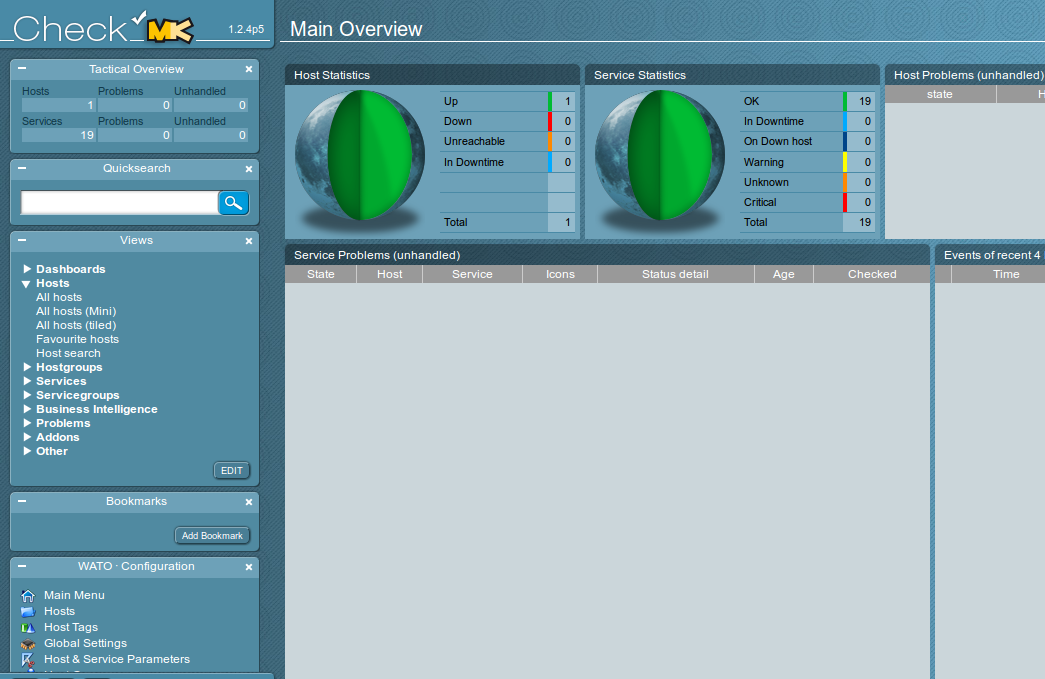 Check MK 1.2.4p5
Tactical Overview
Hosts Problems Unhandled
1 0 0
Services Problems Unhandled
19 0 0
Quicksearch
Views
Dashboards
Hosts
All hosts
All hosts (Mini)
All hosts (tiled)
Favourite hosts
Host search
Hostgroups
Services
Servicegroups
Business Intelligence
Problems
Addons
Other
EDIT
Bookmarks
Add Bookmark
WATO · Configuration
Main Menu
Hosts
Host Tags
Global Settings
Host & Service Parameters
Main Overview
Host Statistics
Up 1
Down 0
Unreachable 0
In Downtime 0
Total 1
Service Statistics
OK 19
In Downtime 0
On Down host 0
Warning 0
Unknown 0
Critical 0
Total 19
Host Problems (unhandled)
state H
Service Problems (unhandled)
State Host Service Icons Status detail Age Checked
Events of recent 4
Time